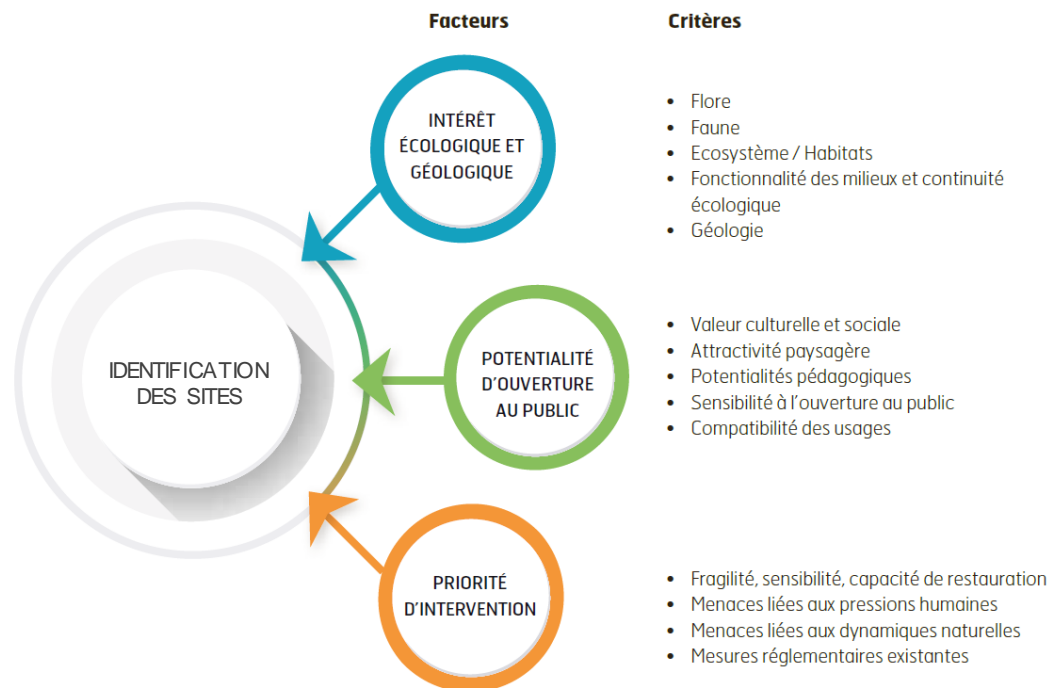 Facteurs
Critères
INTÉRÊT
ÉCOLOGIQUE ET
GÉOLOGIQUE
• Flore
• Faune
• Ecosystème / Habitats
• Fonctionnalité des milieux et continuité
écologique
• Géologie
IDENTIFICATION
DES SITES
POTENTIALITÉ
D'OUVERTURE
AU PUBLIC
• Valeur culturelle et sociale
• Attractivité paysagère
• Potentialités pédagogiques
• Sensibilité à l'ouverture au public
• Compatibilité des usages
PRIORITÉ
D'INTERVENTION
• Fragilité, sensibilité, capacité de restauration
• Menaces liées aux pressions humaines
• Menaces liées aux dynamiques naturelles
• Mesures réglementaires existantes